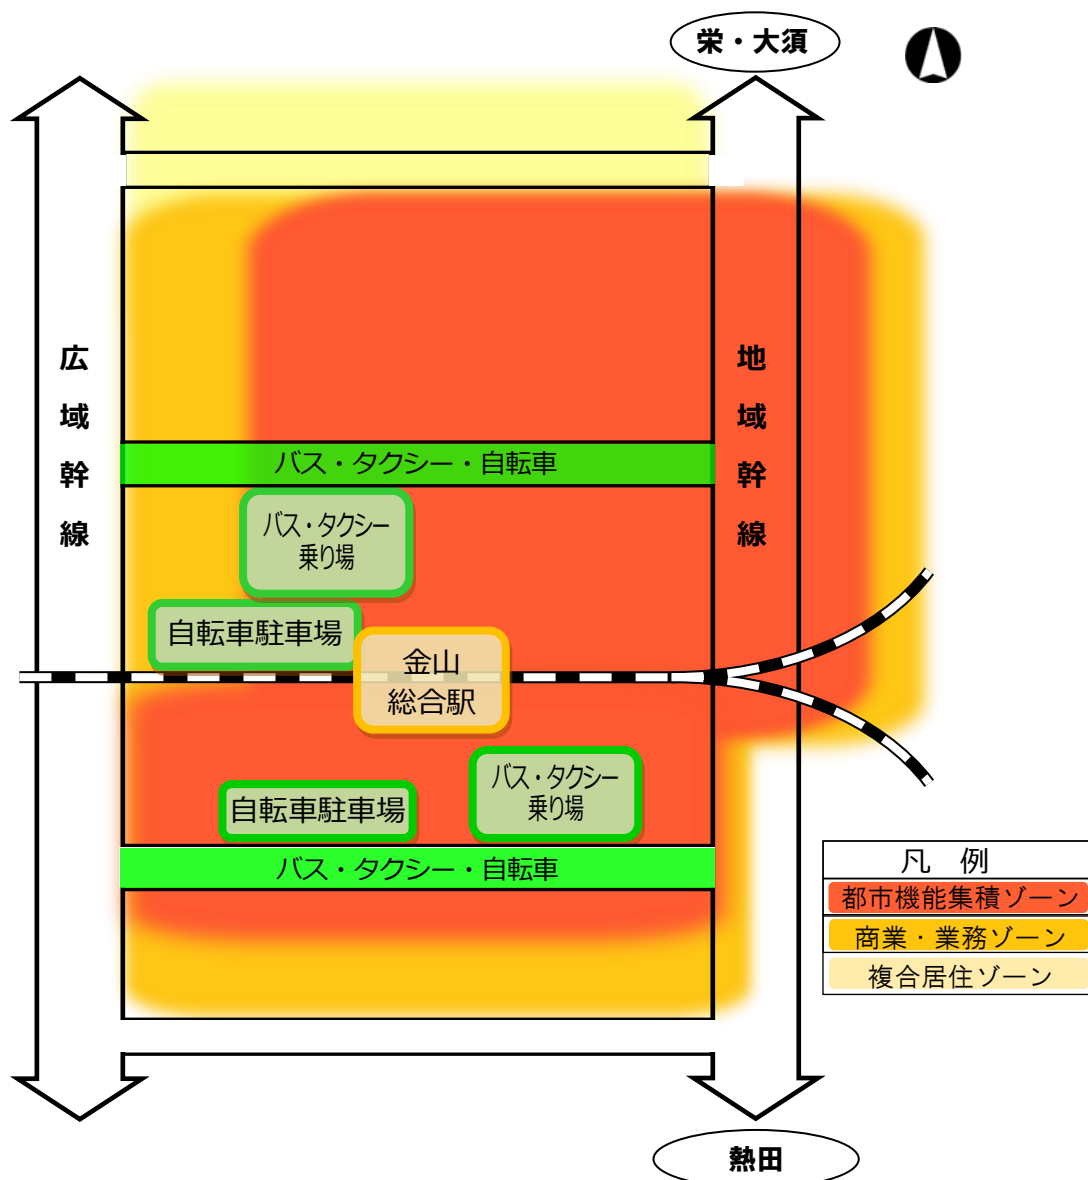 栄・大須
広域幹線
地域幹線
バス・タクシー・自転車
バス・タクシー
乗り場
自転車駐車場
金山
総合駅
バス・タクシー
乗り場
自転車駐車場
バス・タクシー・自転車
凡 例
都市機能集積ゾーン
商業・業務ゾーン
複合居住ゾーン
熱田